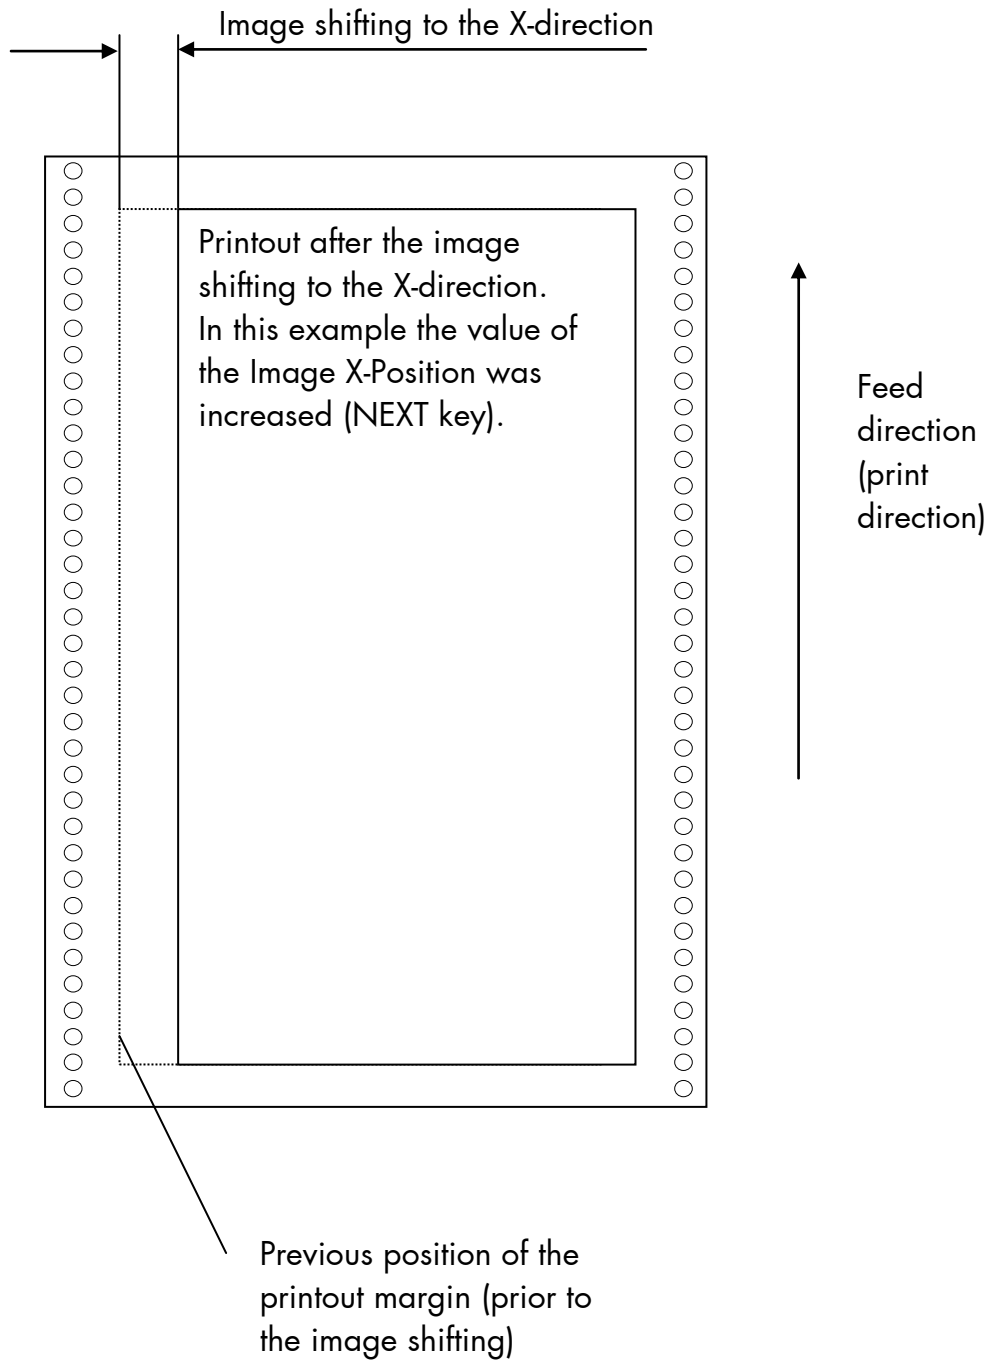 Image shifting to the X-direction
Printout after the image
shifting to the X-direction.
In this example the value of
the Image X-Position was
increased (NEXT key).
Feed
direction
(print
direction)
Previous position of the
printout margin (prior to
the image shifting)